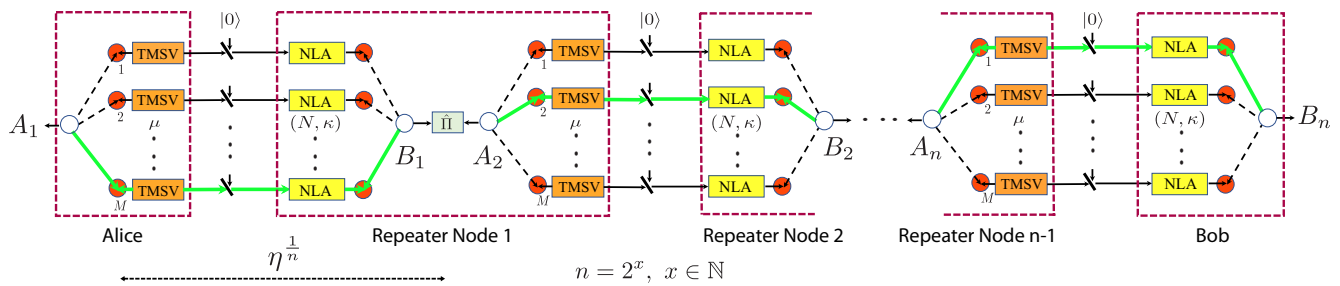 |0⟩ |0⟩ |0⟩
TMSV NLA TMSV NLA TMSV NLA
1 1 1
TMSV NLA TMSV NLA TMSV NLA
2 μ (N, κ) 2 μ (N, κ) 2 μ (N, κ)
A₁ B₁ Π̂ A₂ B₂ Aₙ Bₙ
TMSV NLA TMSV NLA TMSV NLA
M M M
Alice Repeater Node 1 Repeater Node 2 Repeater Node n-1 Bob
η^{1/n} n = 2^x, x ∈ ℕ